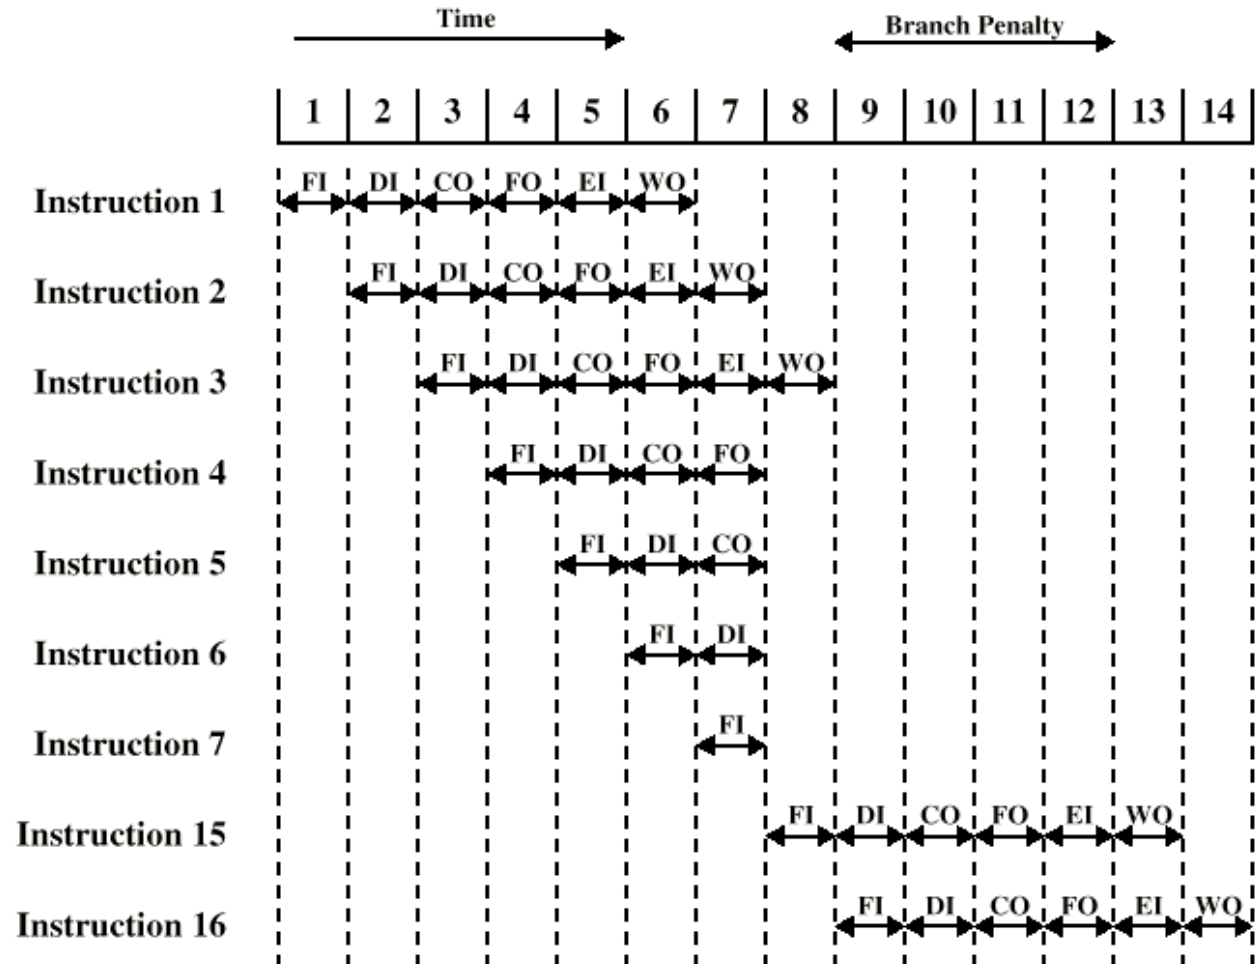 Time Branch Penalty
1 2 3 4 5 6 7 8 9 10 11 12 13 14
Instruction 1 FI DI CO FO EI WO
Instruction 2 FI DI CO FO EI WO
Instruction 3 FI DI CO FO EI WO
Instruction 4 FI DI CO FO
Instruction 5 FI DI CO
Instruction 6 FI DI
Instruction 7 FI
Instruction 15 FI DI CO FO EI WO
Instruction 16 FI DI CO FO EI WO